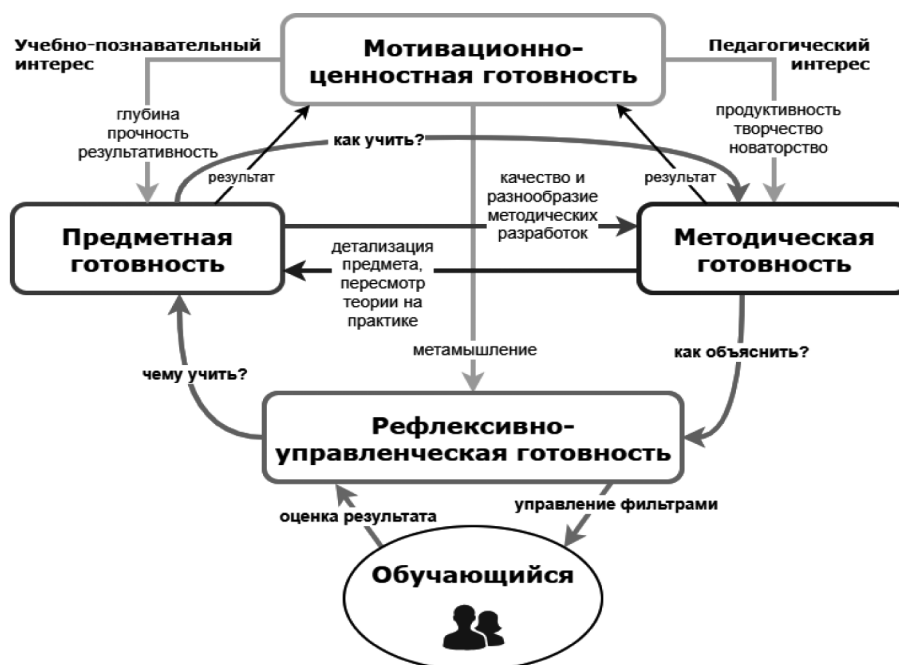 Учебно-познавательный
интерес
Мотивационно-
ценностная готовность
Педагогический
интерес
глубина
прочность
результативность
как учить?
продуктивность
творчество
новаторство
результат
качество и
разнообразие
методических
разработок
результат
Предметная
готовность
детализация
предмета,
пересмотр
теории на
практике
Методическая
готовность
чему учить?
метамышление
как объяснить?
Рефлексивно-
управленческая готовность
оценка результата
управление фильтрами
Обучающийся